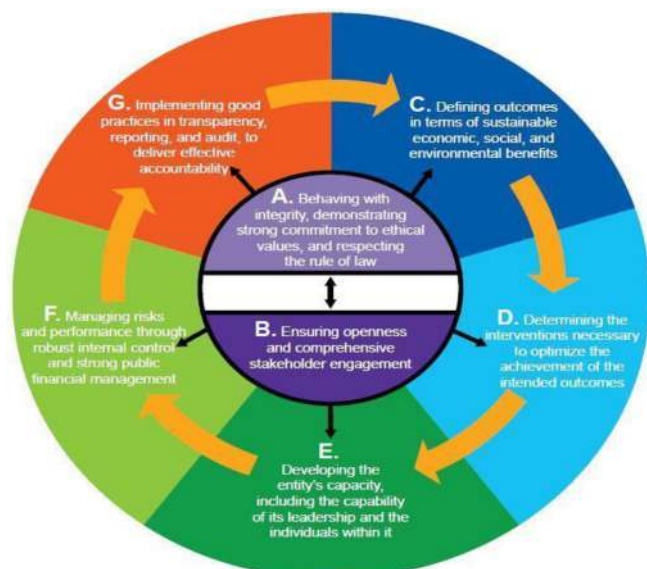 G. Implementing good
practices in transparency,
reporting, and audit, to
deliver effective
accountability
C. Defining outcomes
in terms of sustainable
economic, social, and
environmental benefits
A. Behaving with
integrity, demonstrating
strong commitment to ethical
values, and respecting
the rule of law
F. Managing risks
and performance through
robust internal control
and strong public
financial management
B. Ensuring openness
and comprehensive
stakeholder engagement
D. Determining the
interventions necessary
to optimize the
achievement of the
intended outcomes
E.
Developing the
entity's capacity,
including the capability
of its leadership and the
individuals within it